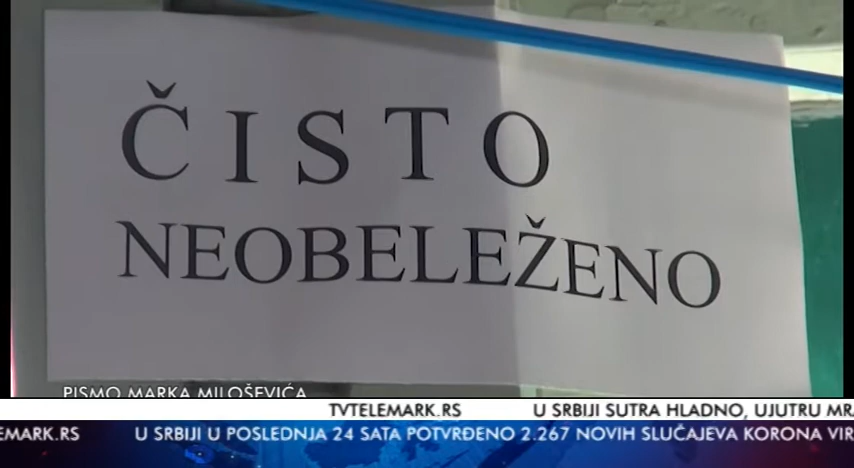 ČISTO
NEOBELEŽENO
PISMO MARKA MILOŠEVIĆA
TVTELEMARK.RS U SRBIJI SUTRA HLADNO, UJUTRU
U SRBIJI U POSLEDNJA 24 SATA POTVRĐENO 2.267 NOVIH SLUČAJEVA KORONA